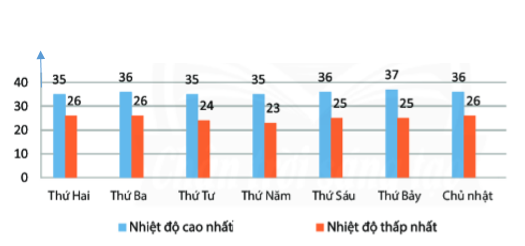 35 26 36 26 35 24 35 23 36 25 37 25 36 26
40
30
20
10
0
Thứ Hai Thứ Ba Thứ Tư Thứ Năm Thứ Sáu Thứ Bảy Chủ nhật
Nhiệt độ cao nhất Nhiệt độ thấp nhất